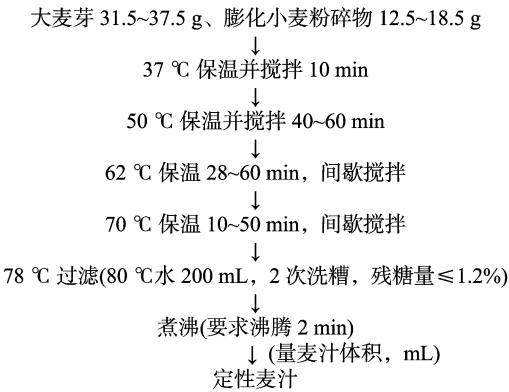 大麦芽 31.5~37.5 g、膨化小麦粉碎物 12.5~18.5 g
↓
37 ℃ 保温并搅拌 10 min
↓
50 ℃ 保温并搅拌 40~60 min
↓
62 ℃ 保温 28~60 min，间歇搅拌
↓
70 ℃ 保温 10~50 min，间歇搅拌
↓
78 ℃ 过滤(80 ℃水 200 mL，2 次洗糟，残糖量≤1.2%)
↓
煮沸(要求沸腾 2 min)
↓ (量麦汁体积，mL)
定性麦汁